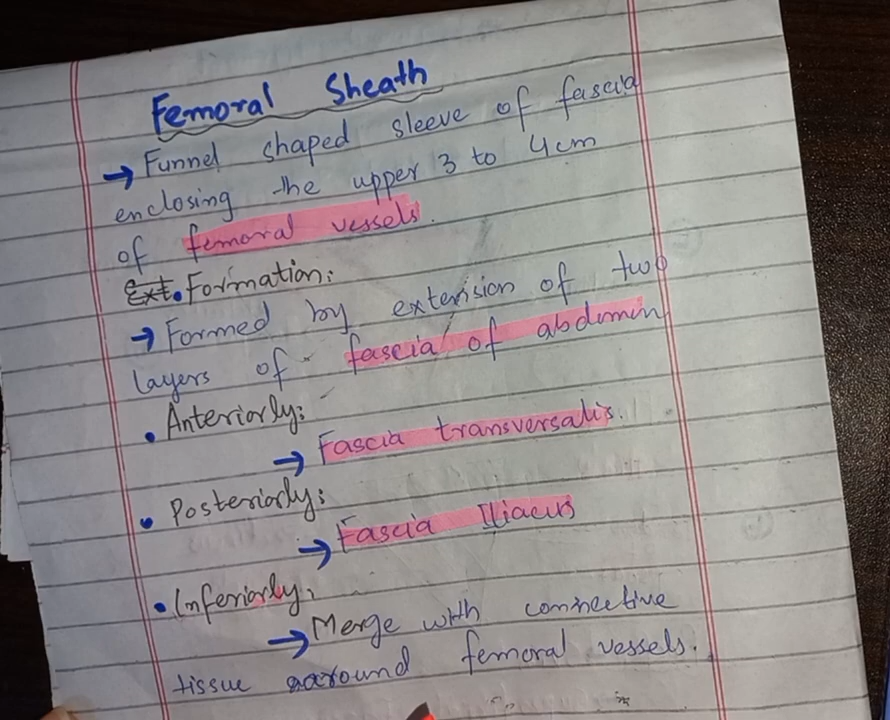 Femoral Sheath
→ Funnel shaped sleeve of fascia
enclosing the upper 3 to 4cm
of femoral vessels.
Ext. Formation:
→ Formed by extension of two
layers of fascia of abdomin
• Anteriorly:
→ Fascia transversalis.
• Posteriorly:
→ Fascia Iliacus
• Inferiorly:
→ Merge with connective
tissue around femoral vessels.